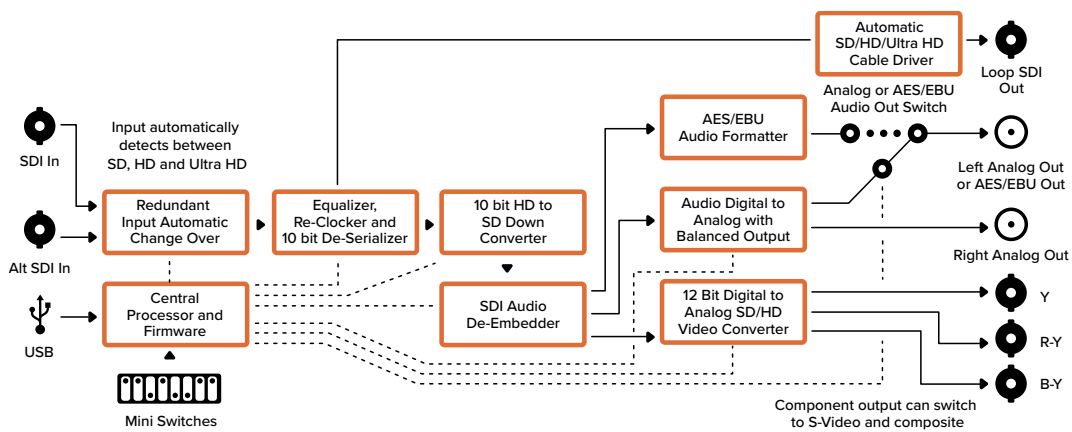 Automatic
SD/HD/Ultra HD
Cable Driver
Loop SDI
Out
Analog or AES/EBU
Audio Out Switch
AES/EBU
Audio Formatter
SDI In
Input automatically
detects between
SD, HD and Ultra HD
Left Analog Out
or AES/EBU Out
Redundant
Input Automatic
Change Over
Equalizer,
Re-Clocker and
10 bit De-Serializer
10 bit HD to
SD Down
Converter
Audio Digital to
Analog with
Balanced Output
Alt SDI In
Right Analog Out
Central
Processor and
Firmware
SDI Audio
De-Embedder
12 Bit Digital to
Analog SD/HD
Video Converter
Y
USB
R-Y
B-Y
Mini Switches
Component output can switch
to S-Video and composite